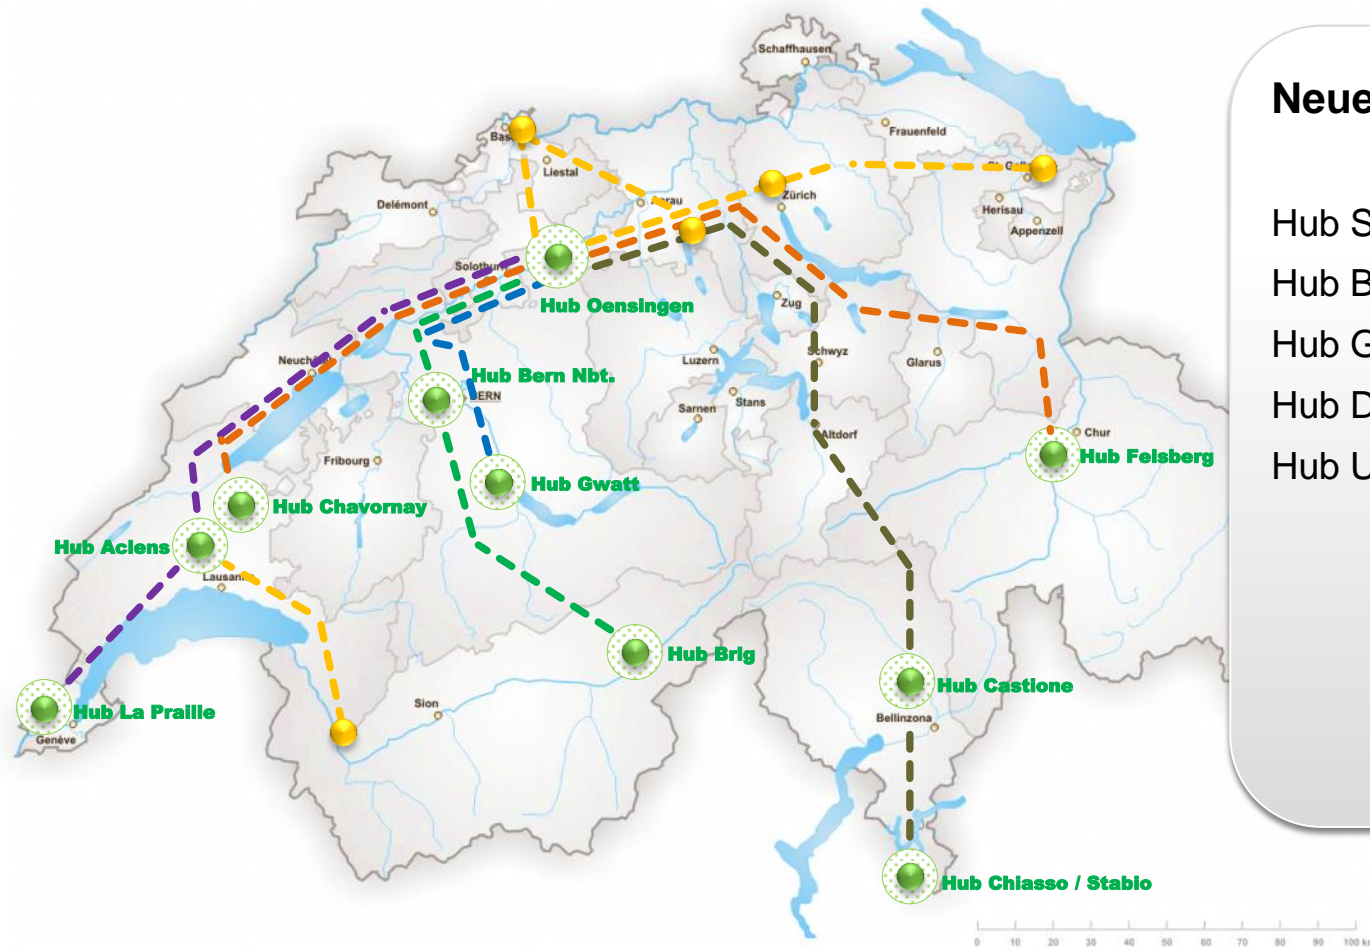 Schaffhausen
Neue
Frauenfeld
Liestal
Delémont
Zürich
Herisau
Appenzell
Hub S
Hub B
Hub G
Hub D
Hub U
Hub Oensingen
Zug
Luzern
Schwyz
Glarus
Hub Bern Nbt.
BERN
Sarnen
Stans
Altdorf
Chur
Hub Felsberg
Fribourg
Hub Gwatt
Hub Chavornay
Hub Aclens
Hub Brig
Hub Castione
Sion
Bellinzona
Hub La Praille
Genève
Hub Chiasso / Stabio
0 10 20 30 40 50 60 70 80 90 100 k